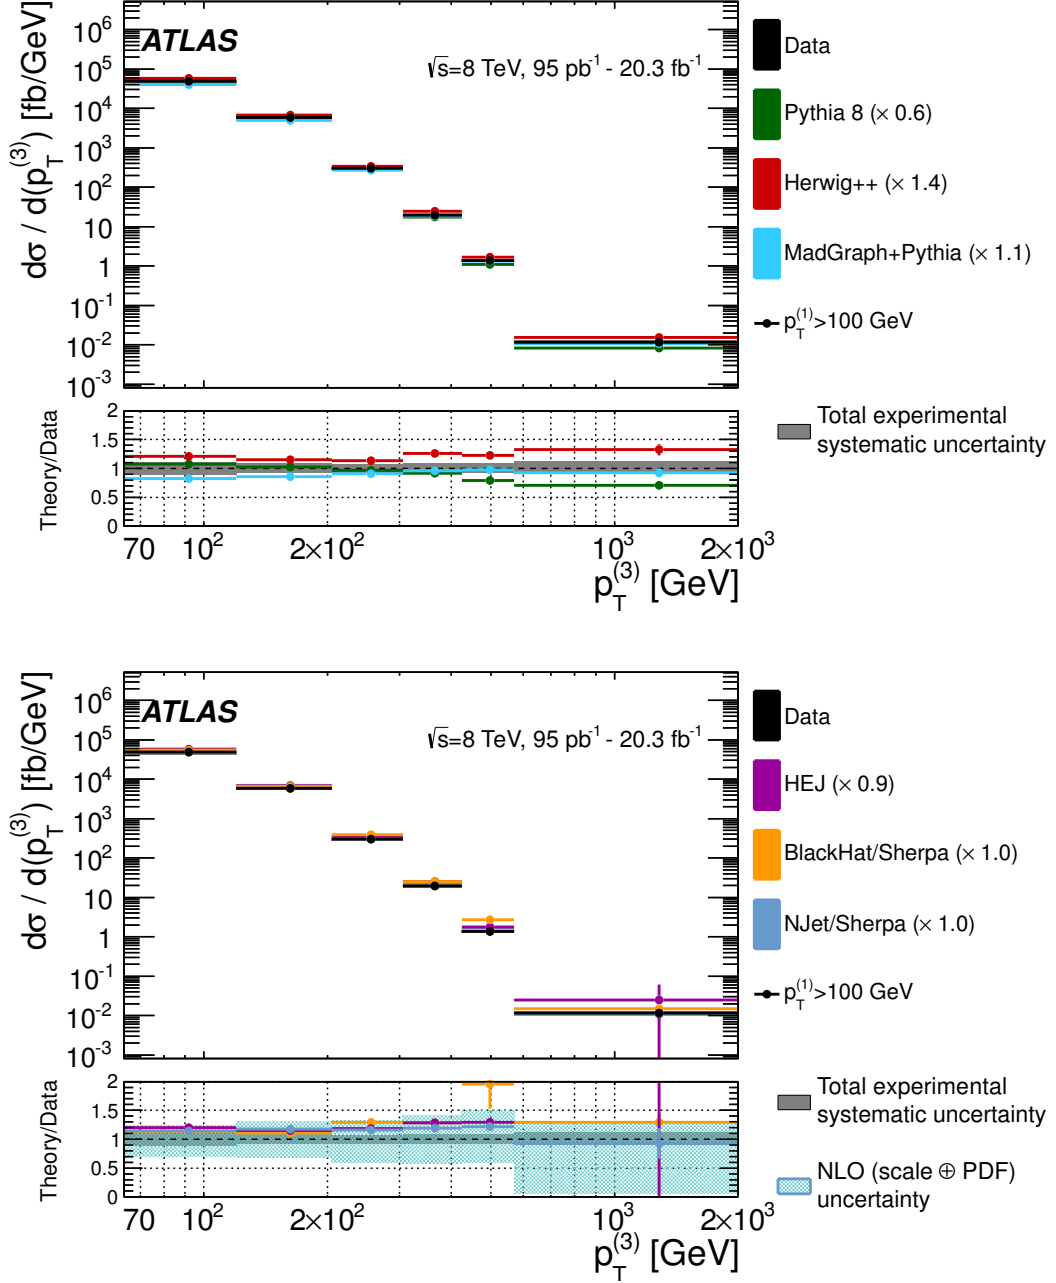 ATLAS
√s=8 TeV, 95 pb⁻¹ - 20.3 fb⁻¹
dσ / d(p_T^(3)) [fb/GeV]
10⁶
10⁵
10⁴
10³
10²
10
1
10⁻¹
10⁻²
10⁻³
Data
Pythia 8 (× 0.6)
Herwig++ (× 1.4)
MadGraph+Pythia (× 1.1)
p_T^(1)>100 GeV
Theory/Data
2
1.5
1
0.5
0
Total experimental
systematic uncertainty
70 10² 2×10² 10³ 2×10³
p_T^(3) [GeV]
ATLAS
√s=8 TeV, 95 pb⁻¹ - 20.3 fb⁻¹
dσ / d(p_T^(3)) [fb/GeV]
10⁶
10⁵
10⁴
10³
10²
10
1
10⁻¹
10⁻²
10⁻³
Data
HEJ (× 0.9)
BlackHat/Sherpa (× 1.0)
NJet/Sherpa (× 1.0)
p_T^(1)>100 GeV
Theory/Data
2
1.5
1
0.5
0
Total experimental
systematic uncertainty
NLO (scale ⊕ PDF)
uncertainty
70 10² 2×10² 10³ 2×10³
p_T^(3) [GeV]